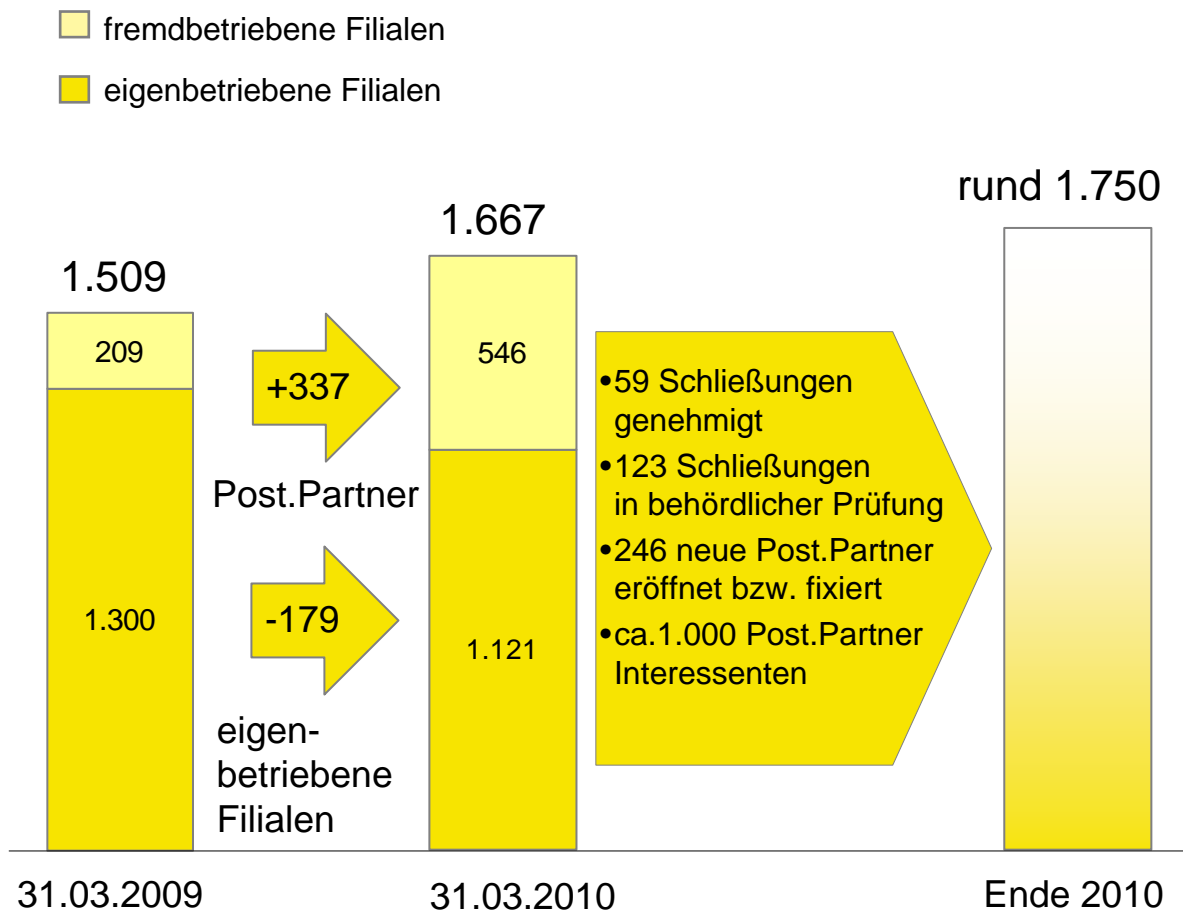 fremdbetriebene Filialen
eigenbetriebene Filialen
rund 1.750
1.667
1.509
209
546
+337
Post.Partner
•59 Schließungen
genehmigt
•123 Schließungen
in behördlicher Prüfung
•246 neue Post.Partner
eröffnet bzw. fixiert
•ca.1.000 Post.Partner
Interessenten
1.300
-179
1.121
eigen-
betriebene
Filialen
31.03.2009
31.03.2010
Ende 2010